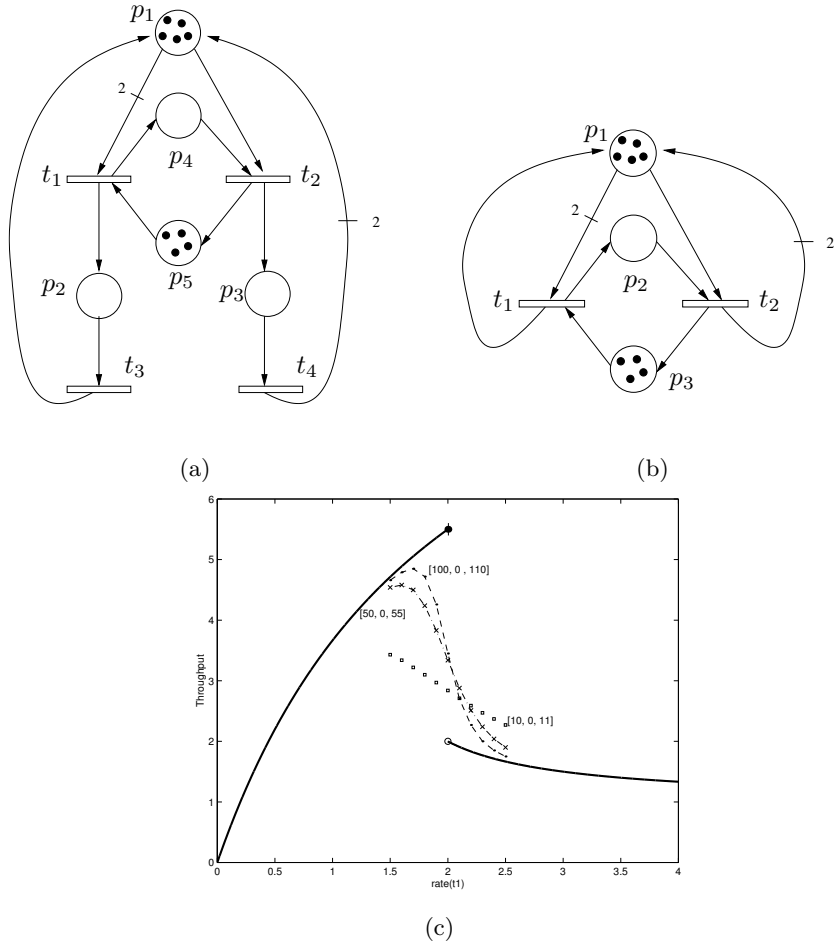 p1
2
p4
t1
t2
2
p5
p2
p3
t3
t4
(a)
p1
2
p2
t1
t2
2
p3
(b)
6
5
4
3
2
1
0
Throughput
[100, 0 , 110]
[50, 0, 55]
[10, 0, 11]
0 0.5 1 1.5 2 2.5 3 3.5 4
rate(t1)
(c)